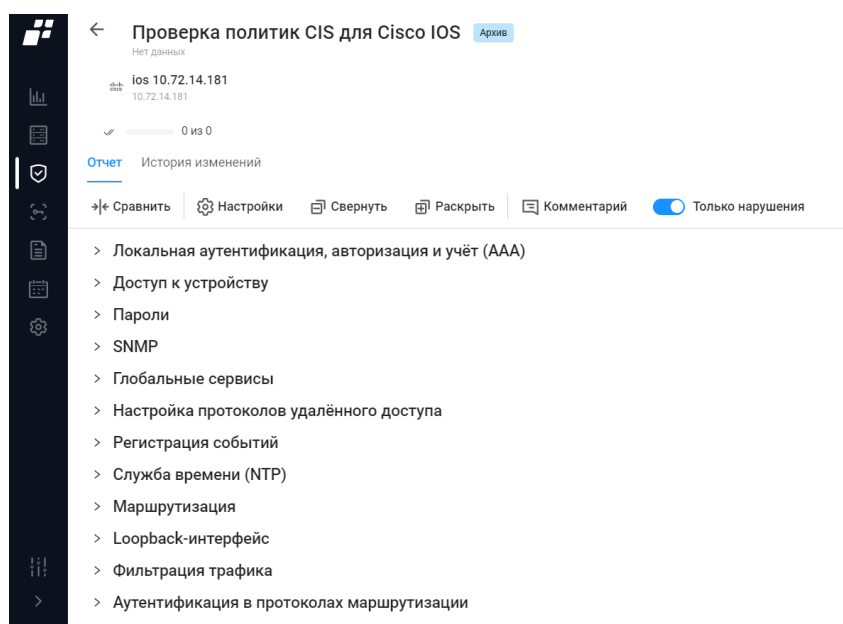 Проверка политик CIS для Cisco IOS Архив
Нет данных
ios 10.72.14.181
10.72.14.181
0 из 0
Отчет История изменений
Сравнить Настройки Свернуть Раскрыть Комментарий Только нарушения
Локальная аутентификация, авторизация и учёт (AAA)
Доступ к устройству
Пароли
SNMP
Глобальные сервисы
Настройка протоколов удалённого доступа
Регистрация событий
Служба времени (NTP)
Маршрутизация
Loopback-интерфейс
Фильтрация трафика
Аутентификация в протоколах маршрутизации